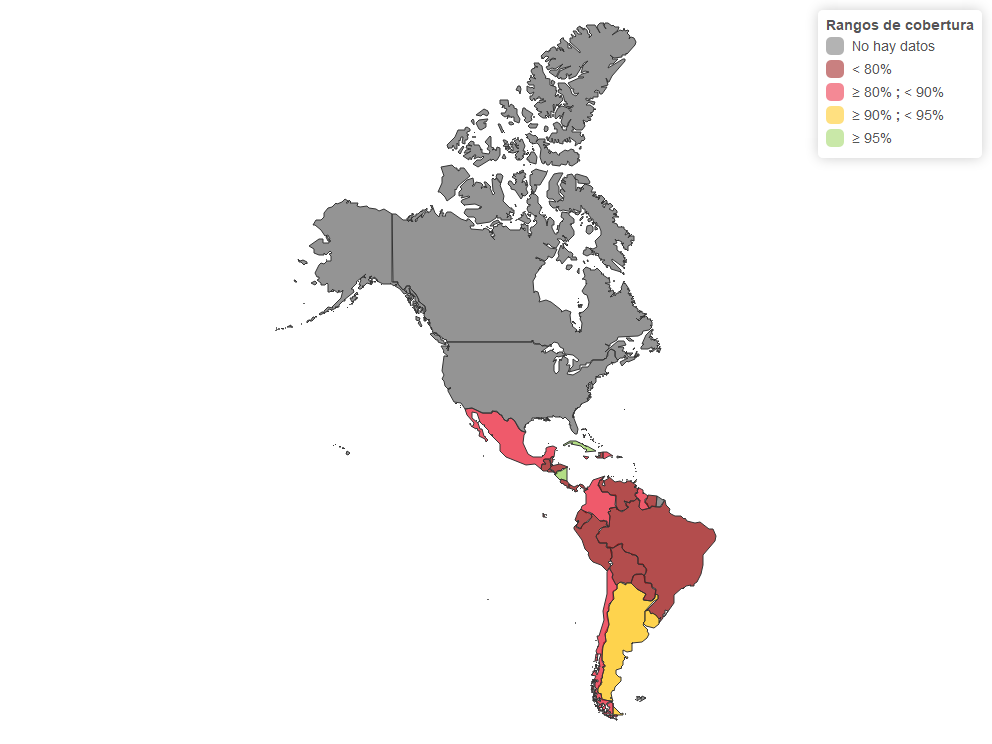 Rangos de cobertura
No hay datos
< 80%
≥ 80% ; < 90%
≥ 90% ; < 95%
≥ 95%